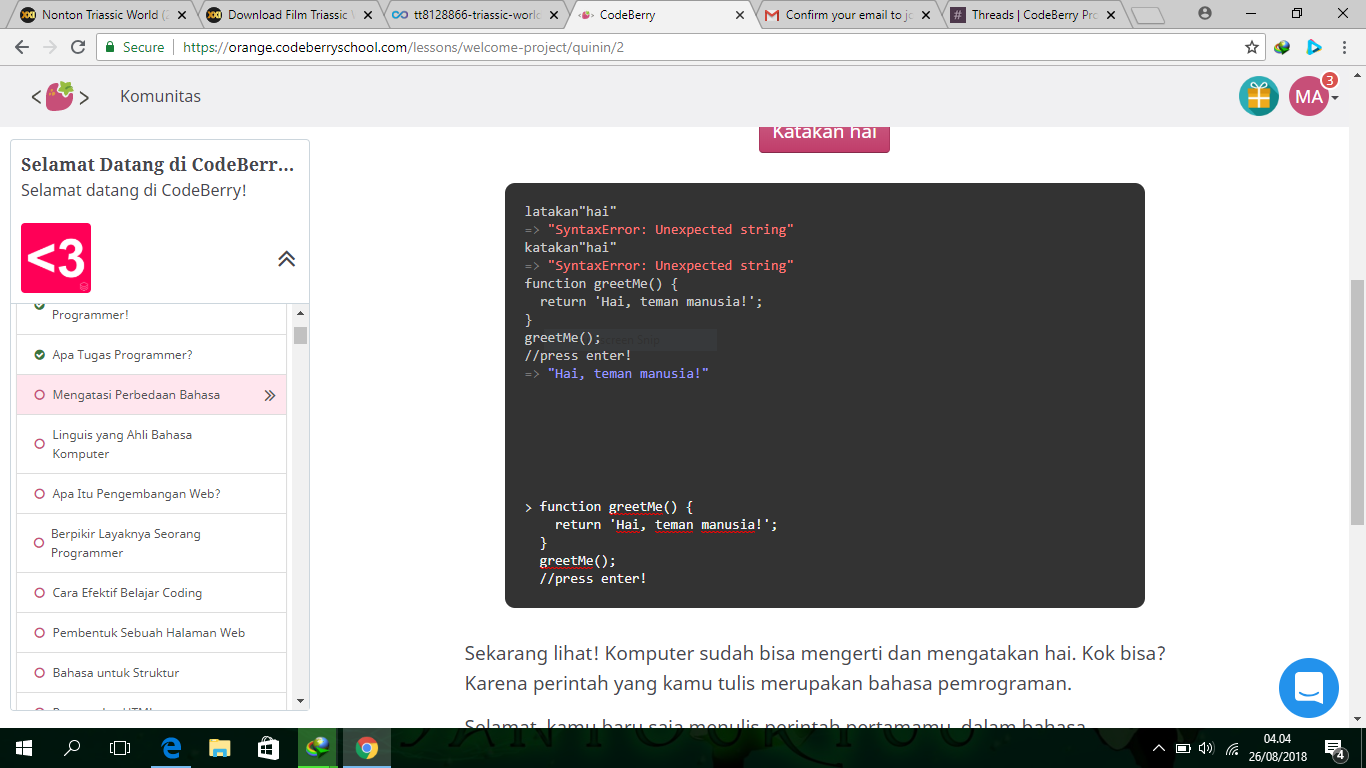 Nonton Triassic World (2
Download Film Triassic W
tt8128866-triassic-world
CodeBerry
Confirm your email to jo
Threads | CodeBerry Pro
Secure
https://orange.codeberryschool.com/lessons/welcome-project/quinin/2
Komunitas
MA
3
Selamat Datang di CodeBerr...
Selamat datang di CodeBerry!
<3
Programmer!
Apa Tugas Programmer?
Mengatasi Perbedaan Bahasa
Linguis yang Ahli Bahasa
Komputer
Apa Itu Pengembangan Web?
Berpikir Layaknya Seorang
Programmer
Cara Efektif Belajar Coding
Pembentuk Sebuah Halaman Web
Bahasa untuk Struktur
Katakan hai
latakan"hai"
=> "SyntaxError: Unexpected string"
katakan"hai"
=> "SyntaxError: Unexpected string"
function greetMe() {
return 'Hai, teman manusia!';
}
greetMe();
//press enter!
=> "Hai, teman manusia!"
> function greetMe() {
return 'Hai, teman manusia!';
}
greetMe();
//press enter!
Sekarang lihat! Komputer sudah bisa mengerti dan mengatakan hai. Kok bisa?
Karena perintah yang kamu tulis merupakan bahasa pemrograman.
Selamat, kamu baru saja menulis perintah pertamamu, dalam bahasa
04.04
26/08/2018
4